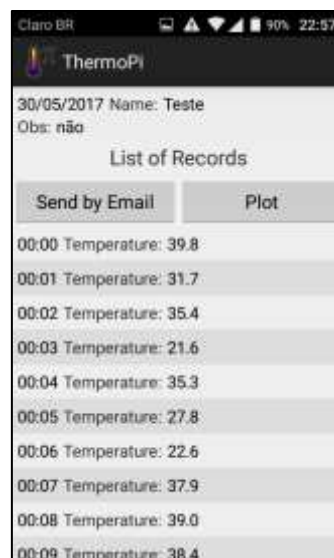 Claro BR 90% 22:57
ThermoPi
30/05/2017 Name: Teste
Obs: não
List of Records
Send by Email Plot
00:00 Temperature: 39.8
00:01 Temperature: 31.7
00:02 Temperature: 35.4
00:03 Temperature: 21.6
00:04 Temperature: 35.3
00:05 Temperature: 27.8
00:06 Temperature: 22.6
00:07 Temperature: 37.9
00:08 Temperature: 39.0
00:09 Temperature: 38.4